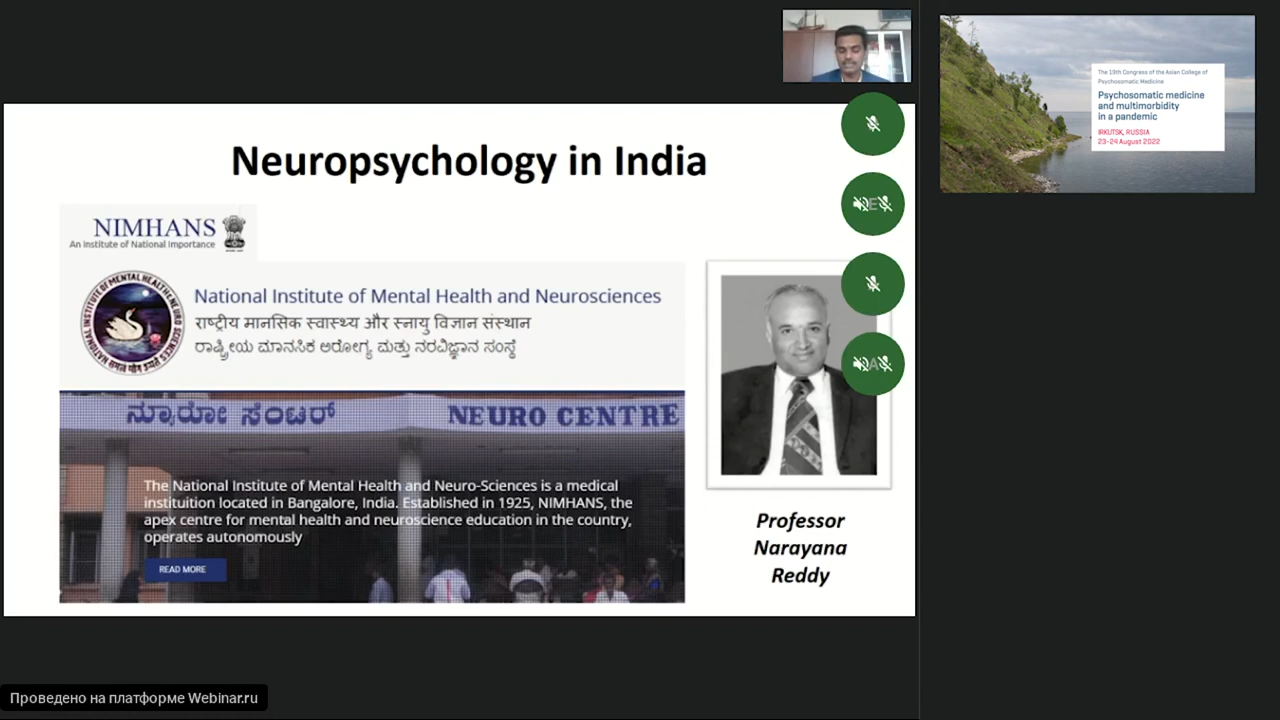 The 19th Congress of the Asian College of
Psychosomatic Medicine
Psychosomatic medicine
and multimorbidity
in a pandemic
IRKUTSK, RUSSIA
23-24 August 2022
Neuropsychology in India
NIMHANS
An Institute of National Importance
National Institute of Mental Health and Neurosciences
राष्ट्रीय मानसिक स्वास्थ्य और स्नायु विज्ञान संस्थान
ರಾಷ್ಟ್ರೀಯ ಮಾನಸಿಕ ಆರೋಗ್ಯ ಮತ್ತು ನರವಿಜ್ಞಾನ ಸಂಸ್ಥೆ
ನ್ಯೂರೋ ಸೆಂಟರ್ NEURO CENTRE
The National Institute of Mental Health and Neuro-Sciences is a medical
instituition located in Bangalore, India. Established in 1925, NIMHANS, the
apex centre for mental health and neuroscience education in the country,
operates autonomously
READ MORE
E
A
Professor
Narayana
Reddy
Проведено на платформе Webinar.ru